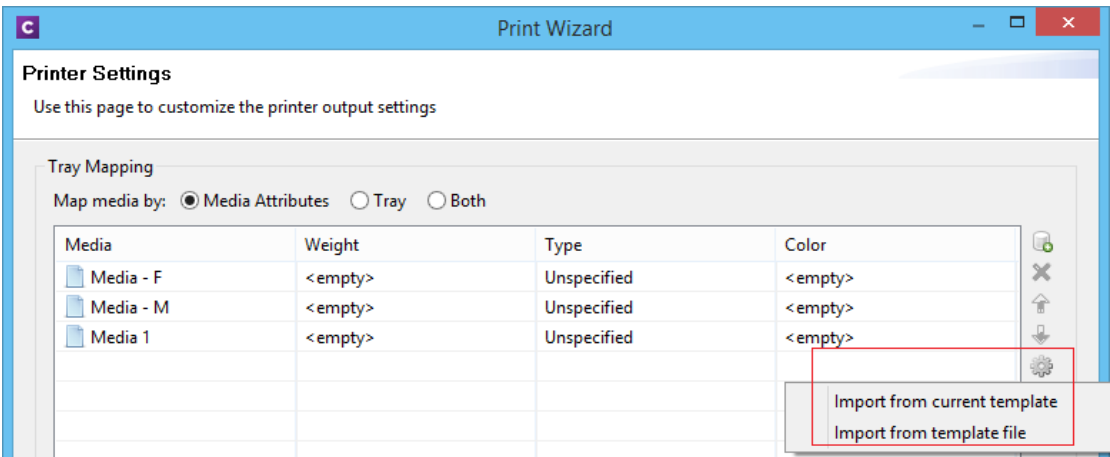 C Print Wizard
Printer Settings
Use this page to customize the printer output settings
Tray Mapping
Map media by: Media Attributes Tray Both
Media Weight Type Color
Media - F <empty> Unspecified <empty>
Media - M <empty> Unspecified <empty>
Media 1 <empty> Unspecified <empty>
Import from current template
Import from template file